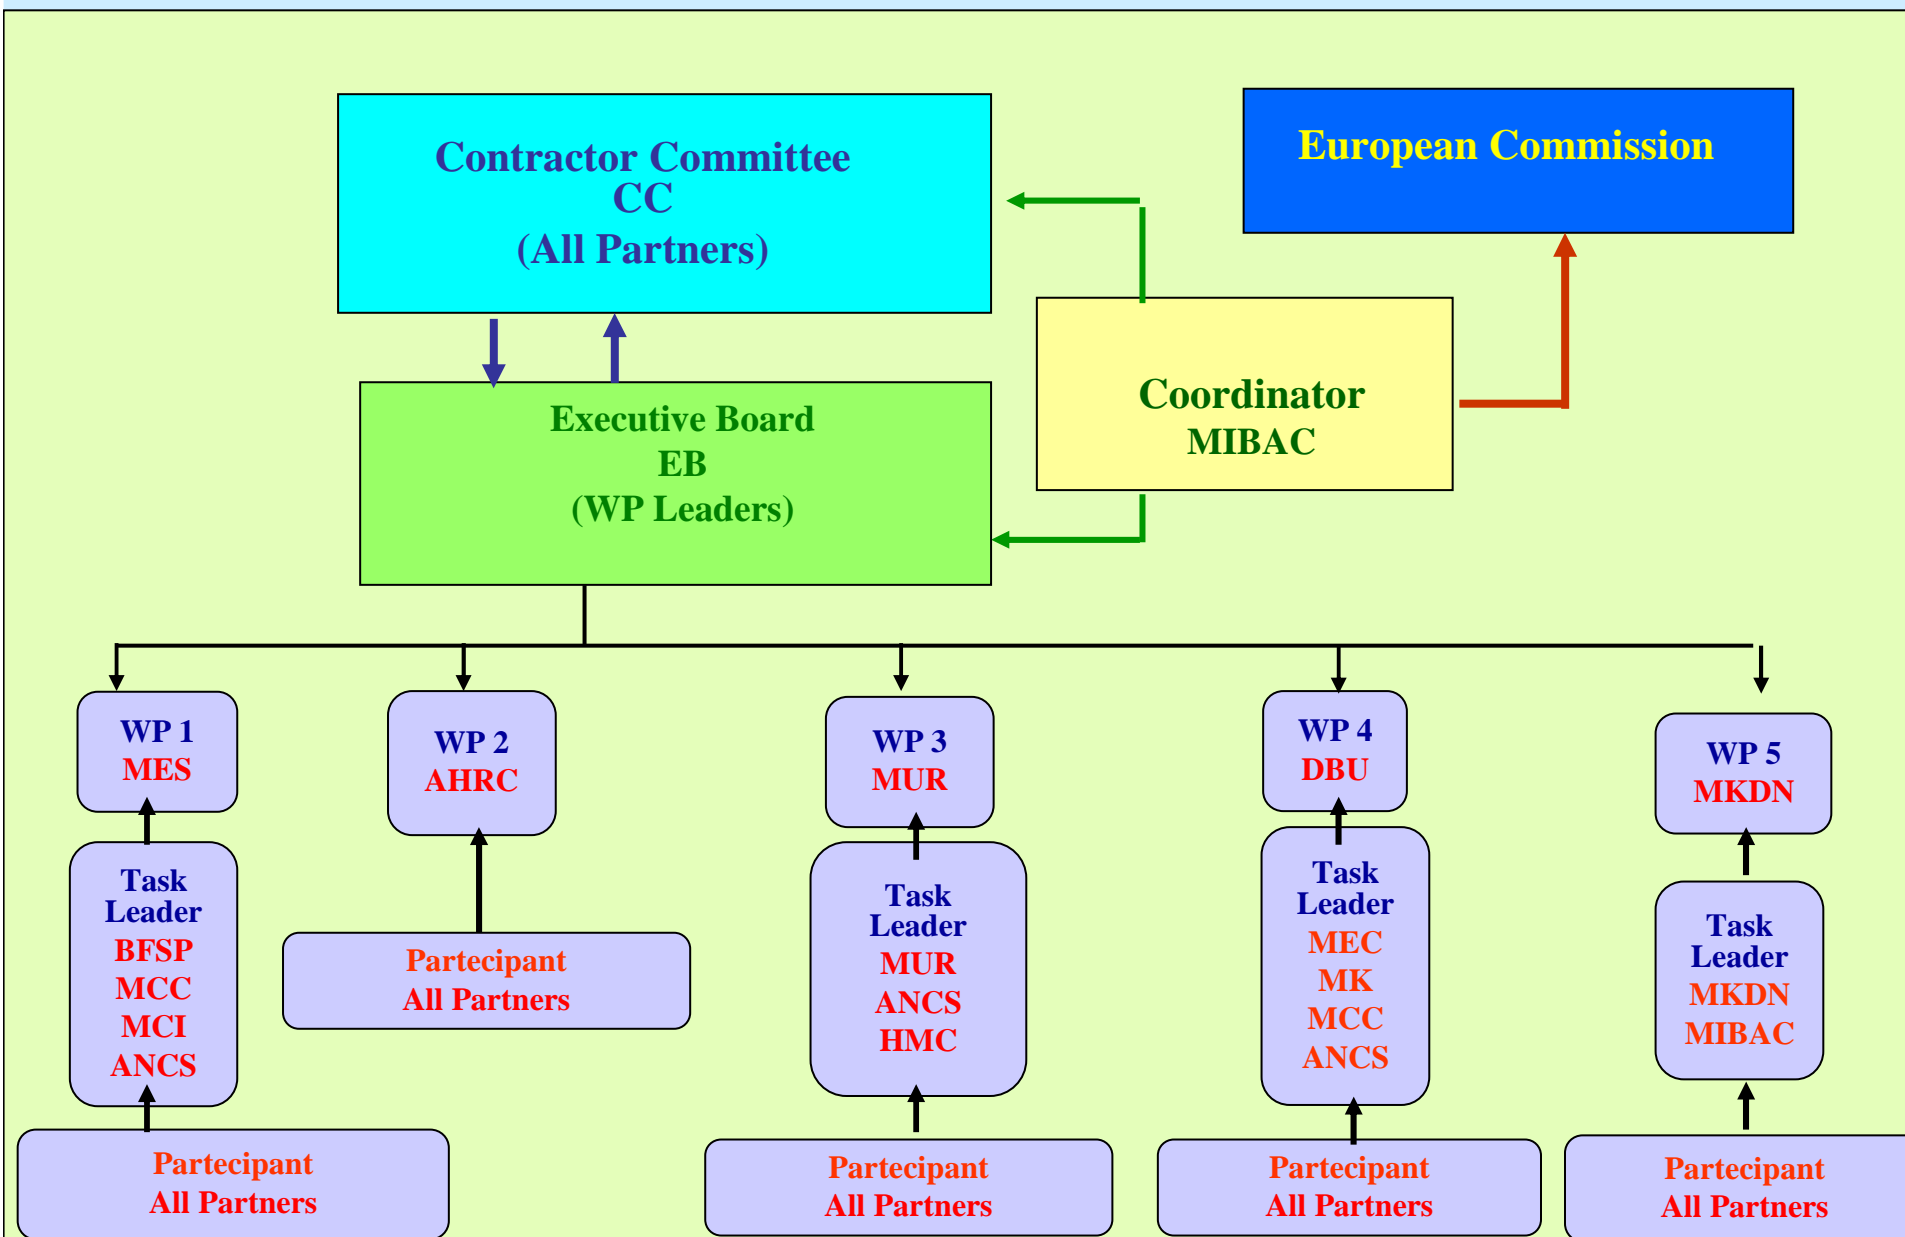 Contractor Committee
CC
(All Partners)
European Commission
Coordinator
MIBAC
Executive Board
EB
(WP Leaders)
WP 1
MES
WP 2
AHRC
WP 3
MUR
WP 4
DBU
WP 5
MKDN
Task
Leader
BFSP
MCC
MCI
ANCS
Partecipant
All Partners
Task
Leader
MUR
ANCS
HMC
Task
Leader
MEC
MK
MCC
ANCS
Task
Leader
MKDN
MIBAC
Partecipant
All Partners
Partecipant
All Partners
Partecipant
All Partners
Partecipant
All Partners